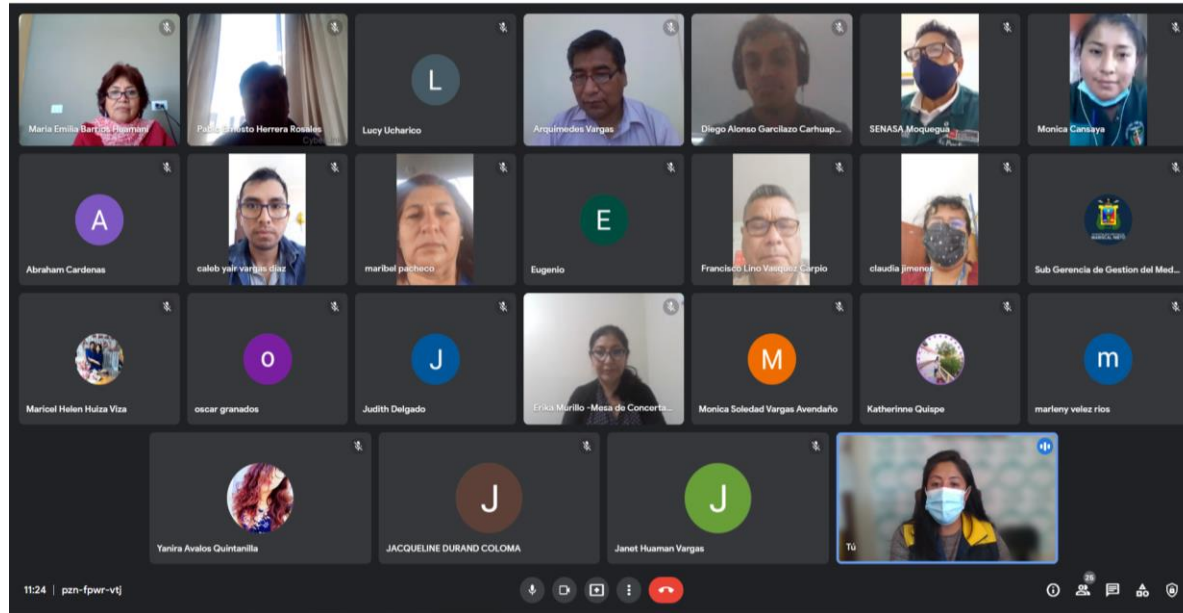 Maria Emilia Barrios Huamani
Pablo Ernesto Herrera Rosales
L
Lucy Ucharico
Arquimedes Vargas
Diego Alonso Garcilazo Carhuap...
SENASA Moquegua
Monica Cansaya
A
Abraham Cardenas
caleb yair vargas diaz
maribel pacheco
E
Eugenio
Francisco Lino Vasquez Carpio
claudia jimenes
MARISCAL NIETO
Sub Gerencia de Gestion del Med...
Maricel Helen Huiza Viza
o
oscar granados
J
Judith Delgado
Erika Murillo -Mesa de Concerta...
M
Monica Soledad Vargas Avendaño
Katherinne Quispe
m
marleny velez rios
Yanira Avalos Quintanilla
J
JACQUELINE DURAND COLOMA
J
Janet Huaman Vargas
Tú
11:24 | pzn-fpwr-vtj
25